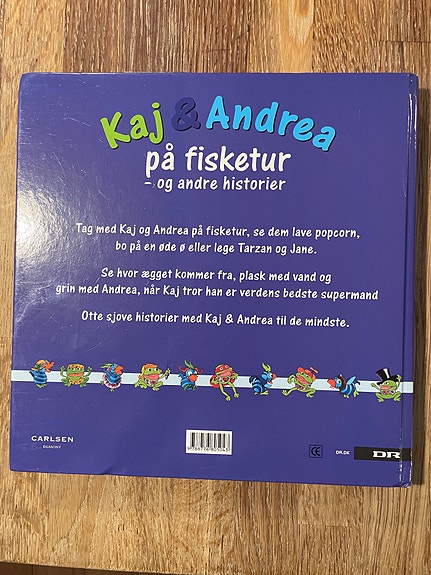 Kaj & Andrea
på fisketur
- og andre historier
Tag med Kaj og Andrea på fisketur, se dem lave popcorn,
bo på en øde ø eller lege Tarzan og Jane.
Se hvor ægget kommer fra, plask med vand og
grin med Andrea, når Kaj tror han er verdens bedste supermand
Otte sjove historier med Kaj & Andrea til de mindste.
CARLSEN
EGMONT
CE
DR.DK
DR